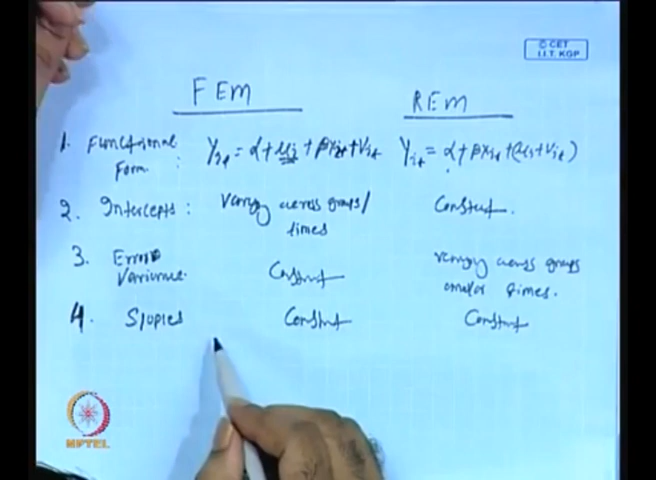 © CET
I.I.T. KGP
FEM REM
1. Functional Form : Yit = α + μi + βXit + Vit Yit = α + βXit + (μi + Vit)
2. Intercepts : Varying across groups/ times Constant.
3. Error Variance. Constant Varying across groups and/or times.
4. Slopes Constant Constant
NPTEL